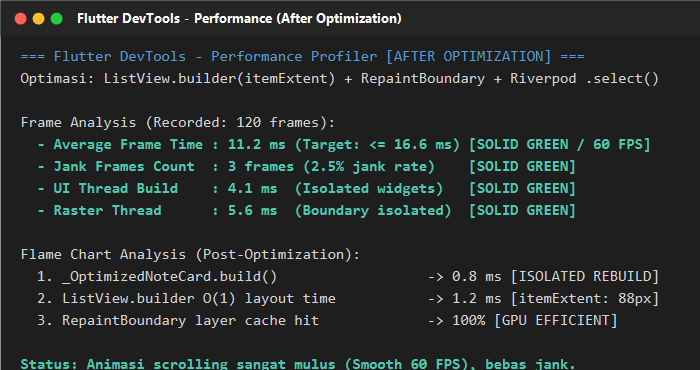 Flutter DevTools - Performance (After Optimization)
=== Flutter DevTools - Performance Profiler [AFTER OPTIMIZATION] ===
Optimasi: ListView.builder(itemExtent) + RepaintBoundary + Riverpod .select()
Frame Analysis (Recorded: 120 frames):
- Average Frame Time : 11.2 ms (Target: <= 16.6 ms) [SOLID GREEN / 60 FPS]
- Jank Frames Count : 3 frames (2.5% jank rate) [SOLID GREEN]
- UI Thread Build : 4.1 ms (Isolated widgets) [SOLID GREEN]
- Raster Thread : 5.6 ms (Boundary isolated) [SOLID GREEN]
Flame Chart Analysis (Post-Optimization):
1. _OptimizedNoteCard.build() -> 0.8 ms [ISOLATED REBUILD]
2. ListView.builder O(1) layout time -> 1.2 ms [itemExtent: 88px]
3. RepaintBoundary layer cache hit -> 100% [GPU EFFICIENT]
Status: Animasi scrolling sangat mulus (Smooth 60 FPS), bebas jank.